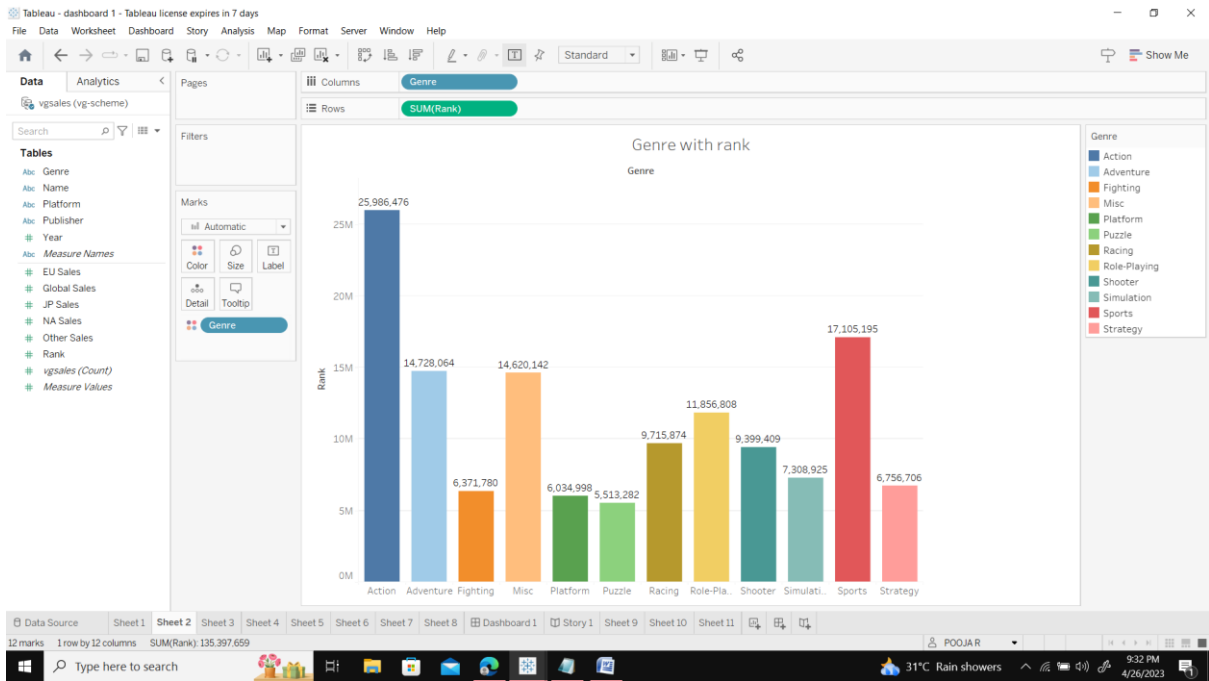 Tableau - dashboard 1 - Tableau license expires in 7 days
File Data Worksheet Dashboard Story Analysis Map Format Server Window Help
Standard
Show Me
Data Analytics
vgsales (vg-scheme)
Search
Tables
Abc Genre
Abc Name
Abc Platform
Abc Publisher
# Year
Abc Measure Names
# EU Sales
# Global Sales
# JP Sales
# NA Sales
# Other Sales
# Rank
# vgsales (Count)
# Measure Values
Pages
Filters
Marks
Automatic
Color Size Label
Detail Tooltip
Genre
Columns Genre
Rows SUM(Rank)
Genre with rank
Genre
25,986,476
14,728,064
6,371,780
14,620,142
6,034,998
5,513,282
9,715,874
11,856,808
9,399,409
7,308,925
17,105,195
6,756,706
Rank
25M
20M
15M
10M
5M
0M
Action Adventure Fighting Misc Platform Puzzle Racing Role-Pla.. Shooter Simulati.. Sports Strategy
Genre
Action
Adventure
Fighting
Misc
Platform
Puzzle
Racing
Role-Playing
Shooter
Simulation
Sports
Strategy
Data Source Sheet 1 Sheet 2 Sheet 3 Sheet 4 Sheet 5 Sheet 6 Sheet 7 Sheet 8 Dashboard 1 Story 1 Sheet 9 Sheet 10 Sheet 11
12 marks 1 row by 12 columns SUM(Rank): 135,397,659
POOJA R
Type here to search
31°C Rain showers
9:32 PM
4/26/2023